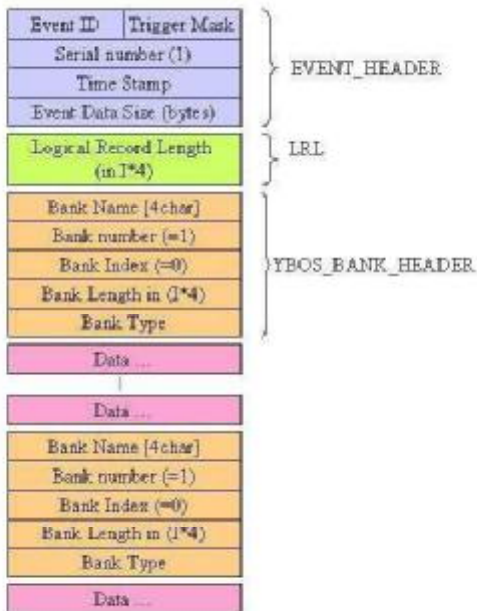 Event ID Trigger Mask
Serial number (1)
Time Stamp
Event Data Size (bytes)
EVENT_HEADER
Logical Record Length
(in I*4)
LRL
Bank Name [4char]
Bank number (=1)
Bank Index (=0)
Bank Length in (I*4)
Bank Type
YBOS_BANK_HEADER
Data ...
Data ...
Bank Name [4char]
Bank number (=1)
Bank Index (=0)
Bank Length in (I*4)
Bank Type
Data ...